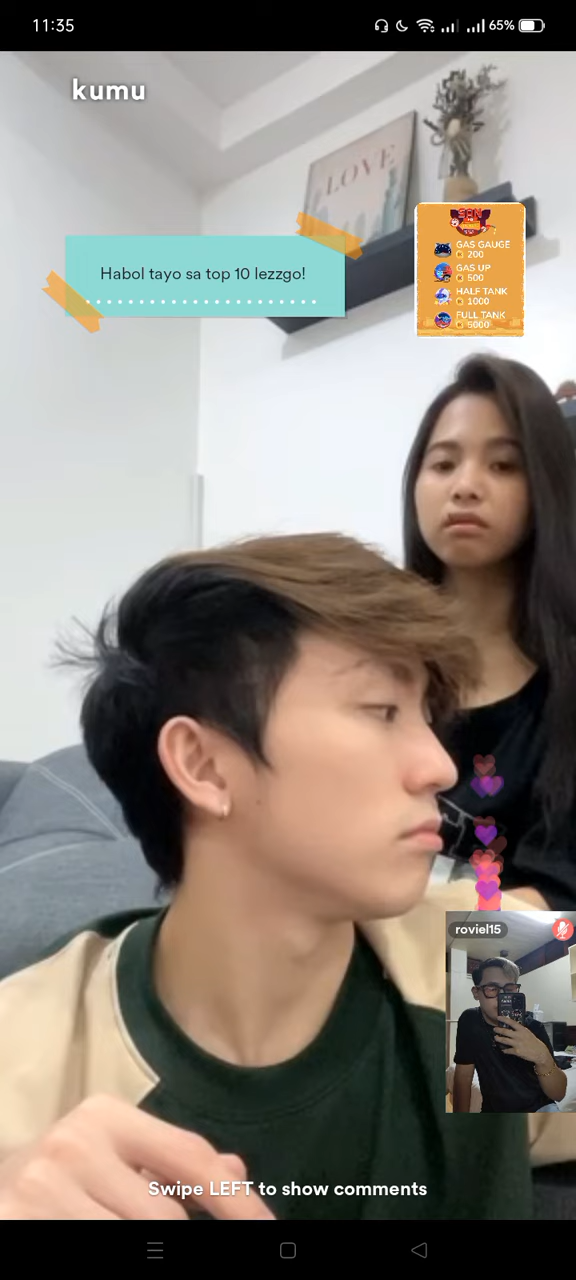 11:35
65%
kumu
LOVE
Habol tayo sa top 10 lezzgo!
GAS GAUGE
200
GAS UP
500
HALF TANK
1000
FULL TANK
5000
roviel15
Swipe LEFT to show comments